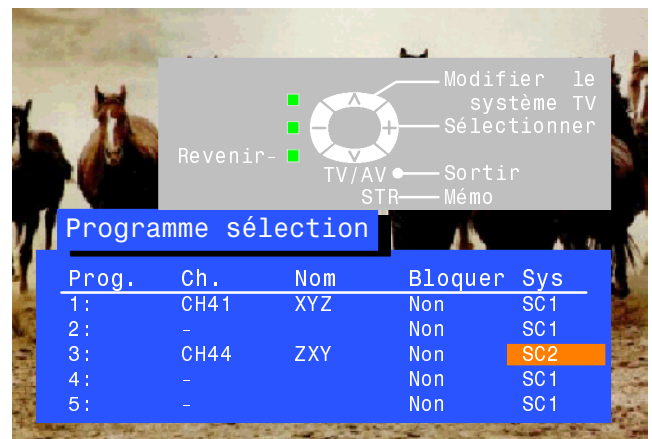 Modifier le
système TV
Sélectionner
Revenir
TV/AV Sortir
STR Mémo
Programme sélection
Prog. Ch. Nom Bloquer Sys
1: CH41 XYZ Non SC1
2: - Non SC1
3: CH44 ZXY Non SC2
4: - Non SC1
5: - Non SC1